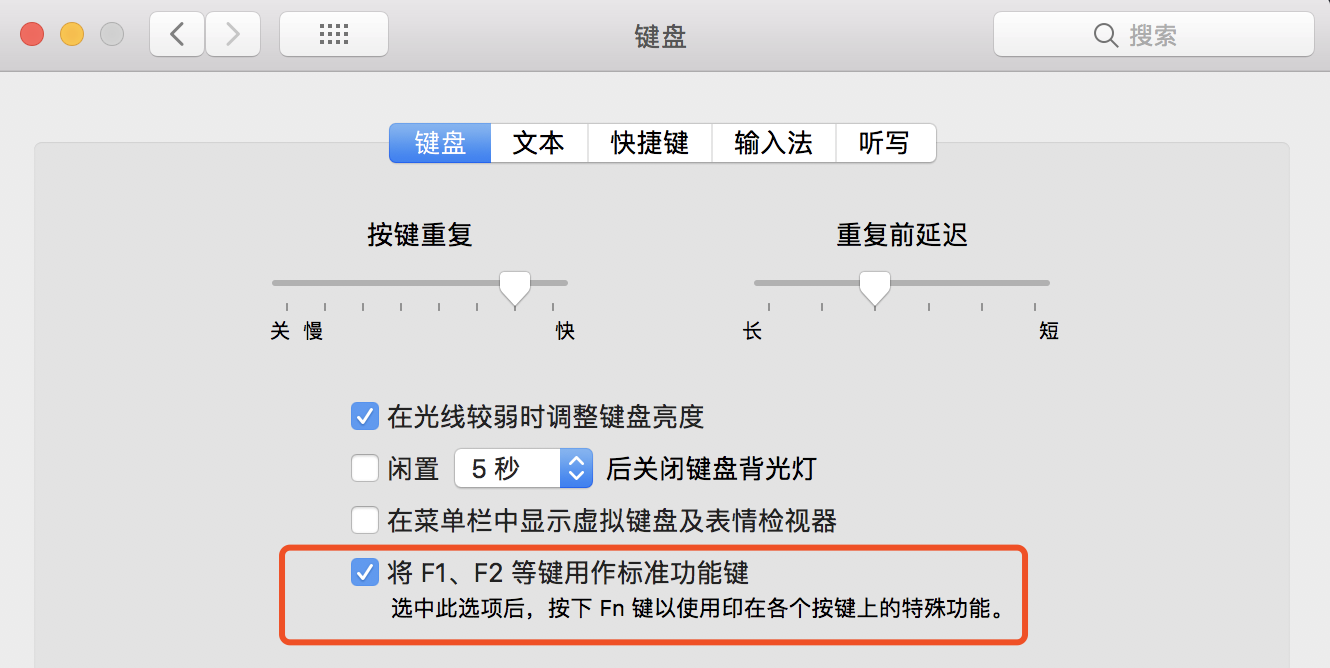 键盘
搜索
键盘 文本 快捷键 输入法 听写
按键重复 重复前延迟
关 慢 快 长 短
在光线较弱时调整键盘亮度
闲置 5 秒 后关闭键盘背光灯
在菜单栏中显示虚拟键盘及表情检视器
将 F1、F2 等键用作标准功能键
选中此选项后，按下 Fn 键以使用印在各个按键上的特殊功能。